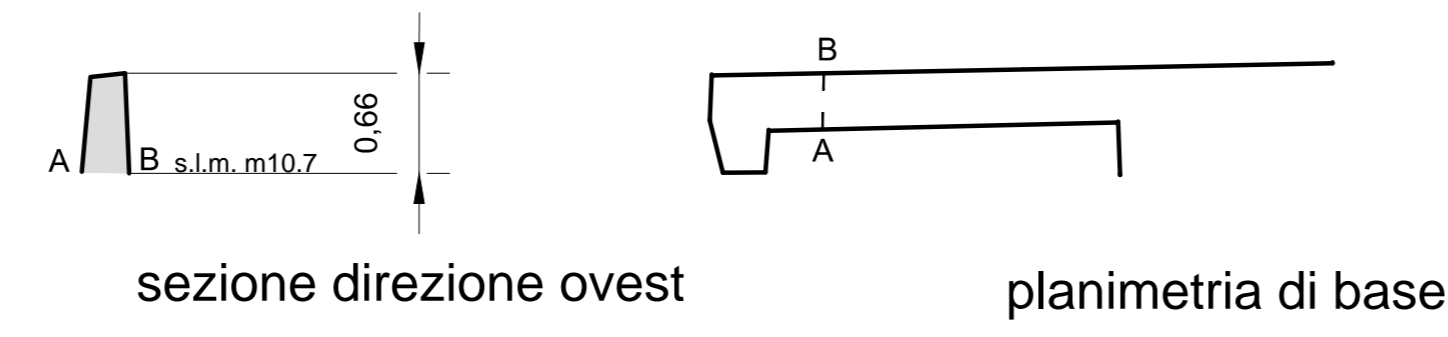 A
B s.l.m. m10.7
0,66
sezione direzione ovest
B
A
planimetria di base